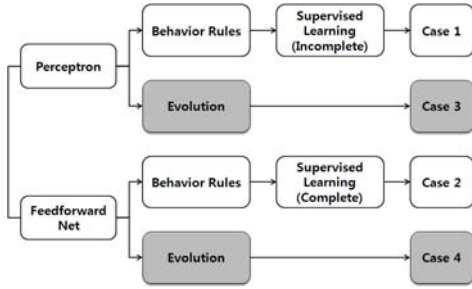 Behavior Rules
Supervised
Learning
(Incomplete)
Case 1
Perceptron
Evolution
Case 3
Behavior Rules
Supervised
Learning
(Complete)
Case 2
Feedforward
Net
Evolution
Case 4